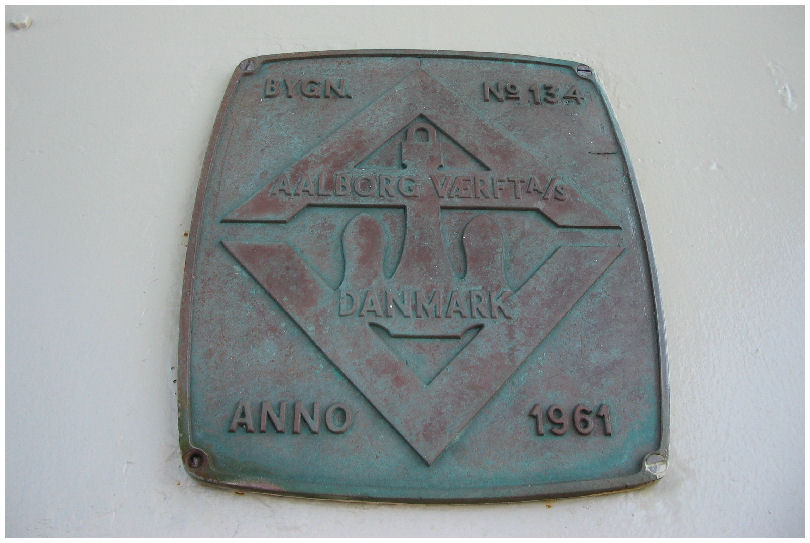 BYGN. Nº 134
AALBORG VÆRFT A/S
DANMARK
ANNO 1961